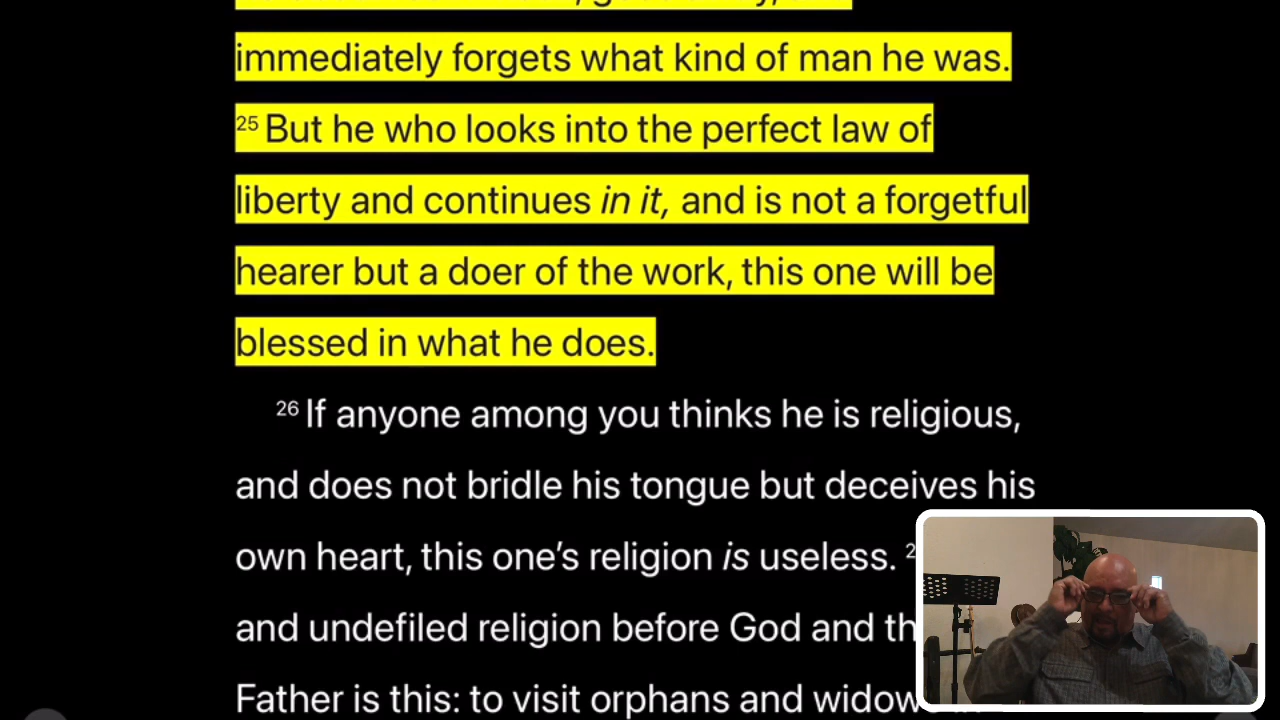 immediately forgets what kind of man he was.
25 But he who looks into the perfect law of
liberty and continues in it, and is not a forgetful
hearer but a doer of the work, this one will be
blessed in what he does.
26 If anyone among you thinks he is religious,
and does not bridle his tongue but deceives his
own heart, this one’s religion is useless.
and undefiled religion before God and
Father is this: to visit orphans and